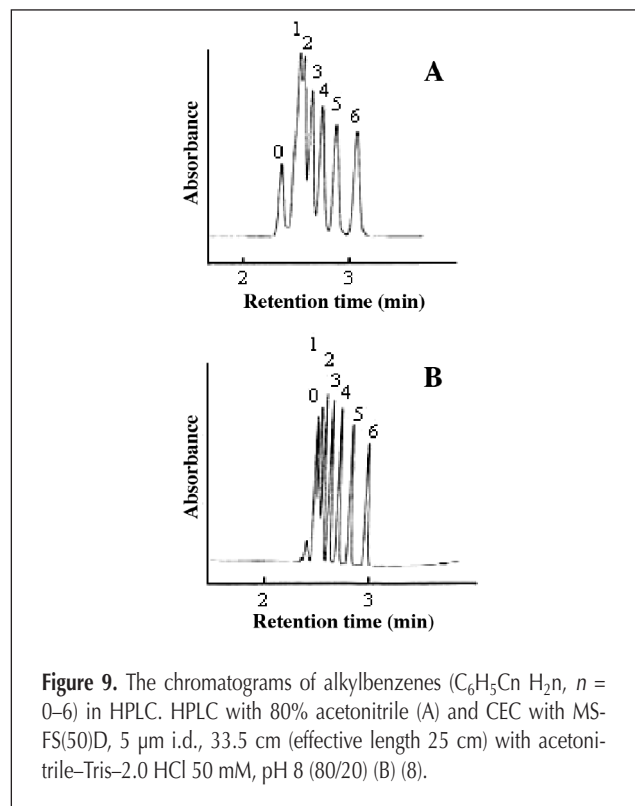 1
2
3
4
5
6
0
A
Absorbance
2
3
Retention time (min)
1
2
3
4
0
5
6
B
Absorbance
2
3
Retention time (min)
Figure 9. The chromatograms of alkylbenzenes (C₆H₅Cn H₂n, n =
0–6) in HPLC. HPLC with 80% acetonitrile (A) and CEC with MS-
FS(50)D, 5 µm i.d., 33.5 cm (effective length 25 cm) with acetoni-
trile–Tris–2.0 HCl 50 mM, pH 8 (80/20) (B) (8).